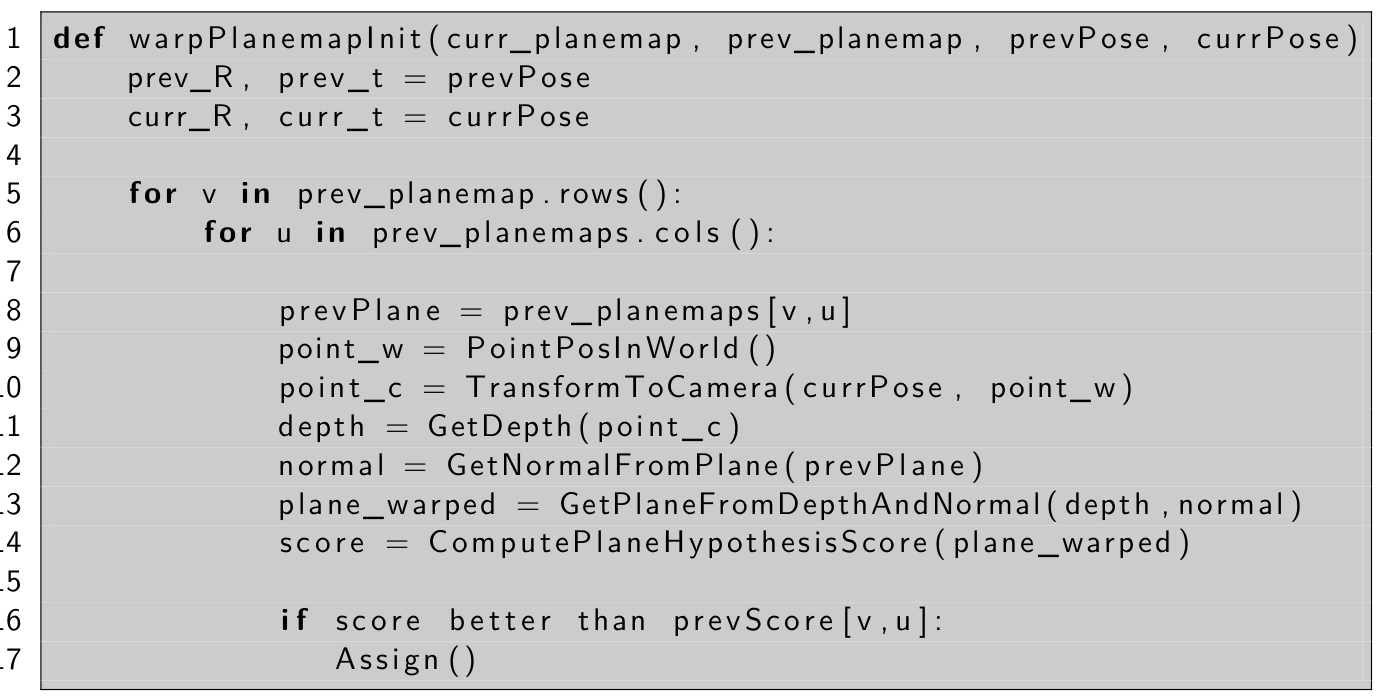 1 def warpPlanemapInit(curr_planemap, prev_planemap, prevPose, currPose)
2 prev_R, prev_t = prevPose
3 curr_R, curr_t = currPose
4
5 for v in prev_planemap.rows():
6 for u in prev_planemaps.cols():
7
8 prevPlane = prev_planemaps[v,u]
9 point_w = PointPosInWorld()
10 point_c = TransformToCamera(currPose, point_w)
11 depth = GetDepth(point_c)
12 normal = GetNormalFromPlane(prevPlane)
13 plane_warped = GetPlaneFromDepthAndNormal(depth,normal)
14 score = ComputePlaneHypothesisScore(plane_warped)
15
16 if score better than prevScore[v,u]:
17 Assign()